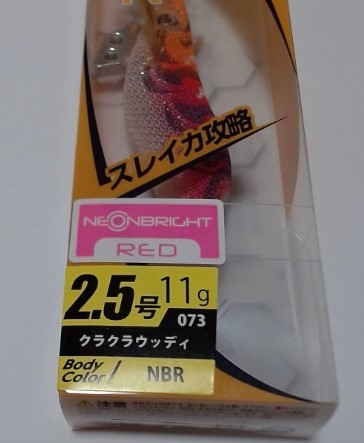 スレイカ攻略
NEONBRIGHT
RED
2.5号 11g
073
クラクラウッディ
Body Color NBR
注意